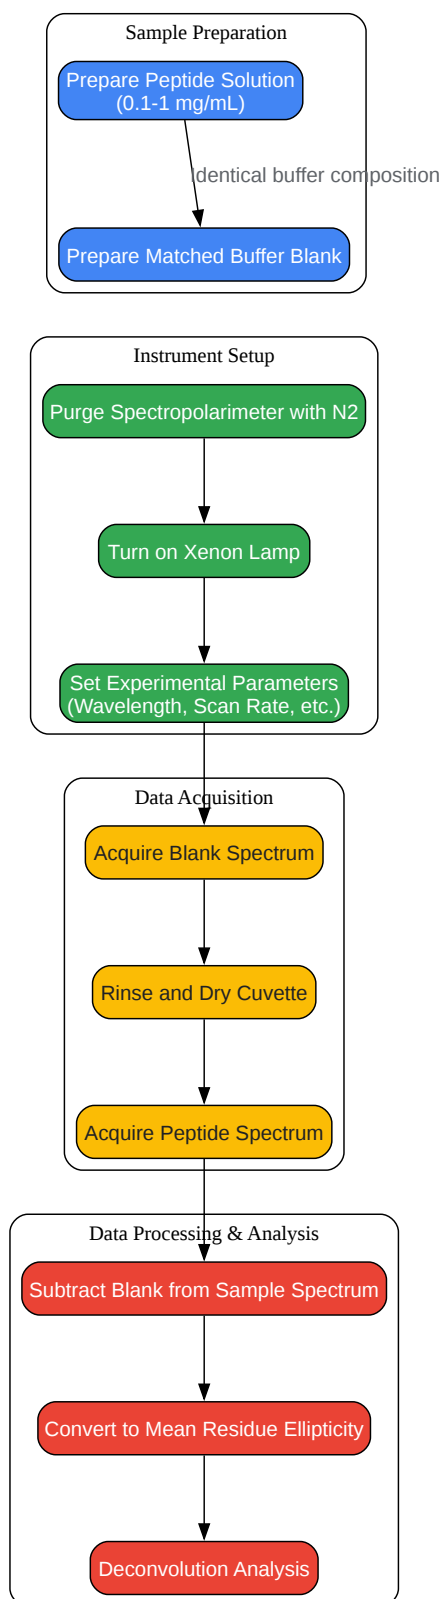 Sample Preparation
Prepare Peptide Solution
(0.1-1 mg/mL)
Identical buffer composition
Prepare Matched Buffer Blank
Instrument Setup
Purge Spectropolarimeter with N2
Turn on Xenon Lamp
Set Experimental Parameters
(Wavelength, Scan Rate, etc.)
Data Acquisition
Acquire Blank Spectrum
Rinse and Dry Cuvette
Acquire Peptide Spectrum
Data Processing & Analysis
Subtract Blank from Sample Spectrum
Convert to Mean Residue Ellipticity
Deconvolution Analysis